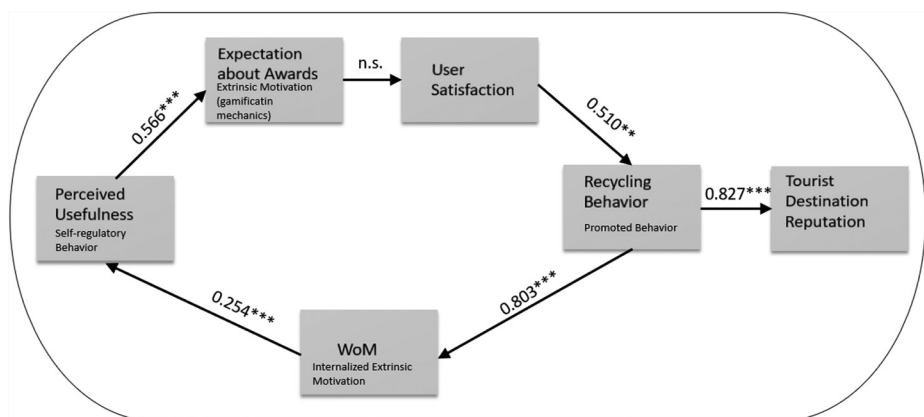 Expectation
about Awards
Extrinsic Motivation
(gamificatin
mechanics)
n.s.
User
Satisfaction
0.566***
0.510**
Perceived
Usefulness
Self-regulatory
Behavior
Recycling
Behavior
Promoted Behavior
0.827***
Tourist
Destination
Reputation
0.254***
0.803***
WoM
Internalized Extrinsic
Motivation